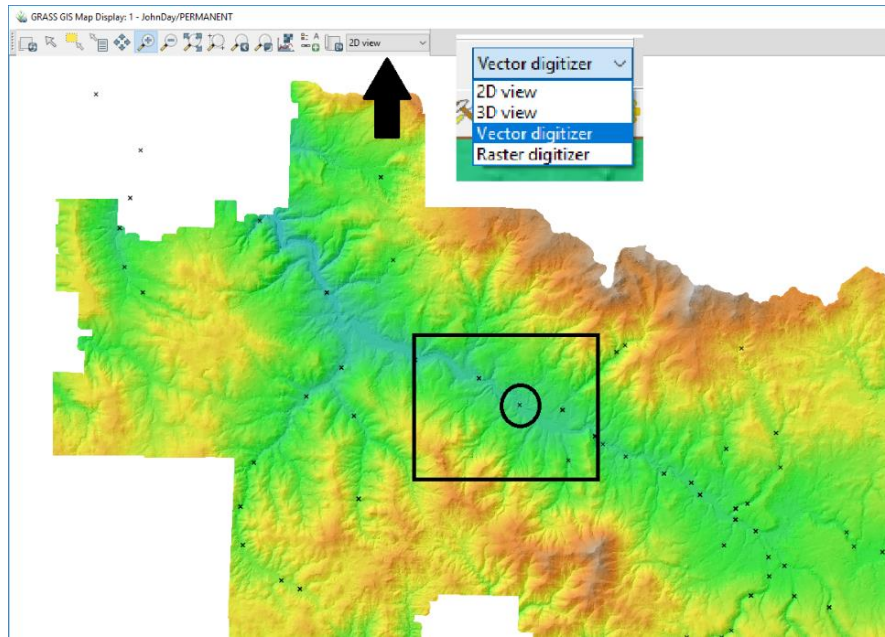 GRASS GIS Map Display: 1 - JohnDay/PERMANENT
2D view
Vector digitizer
2D view
3D view
Vector digitizer
Raster digitizer